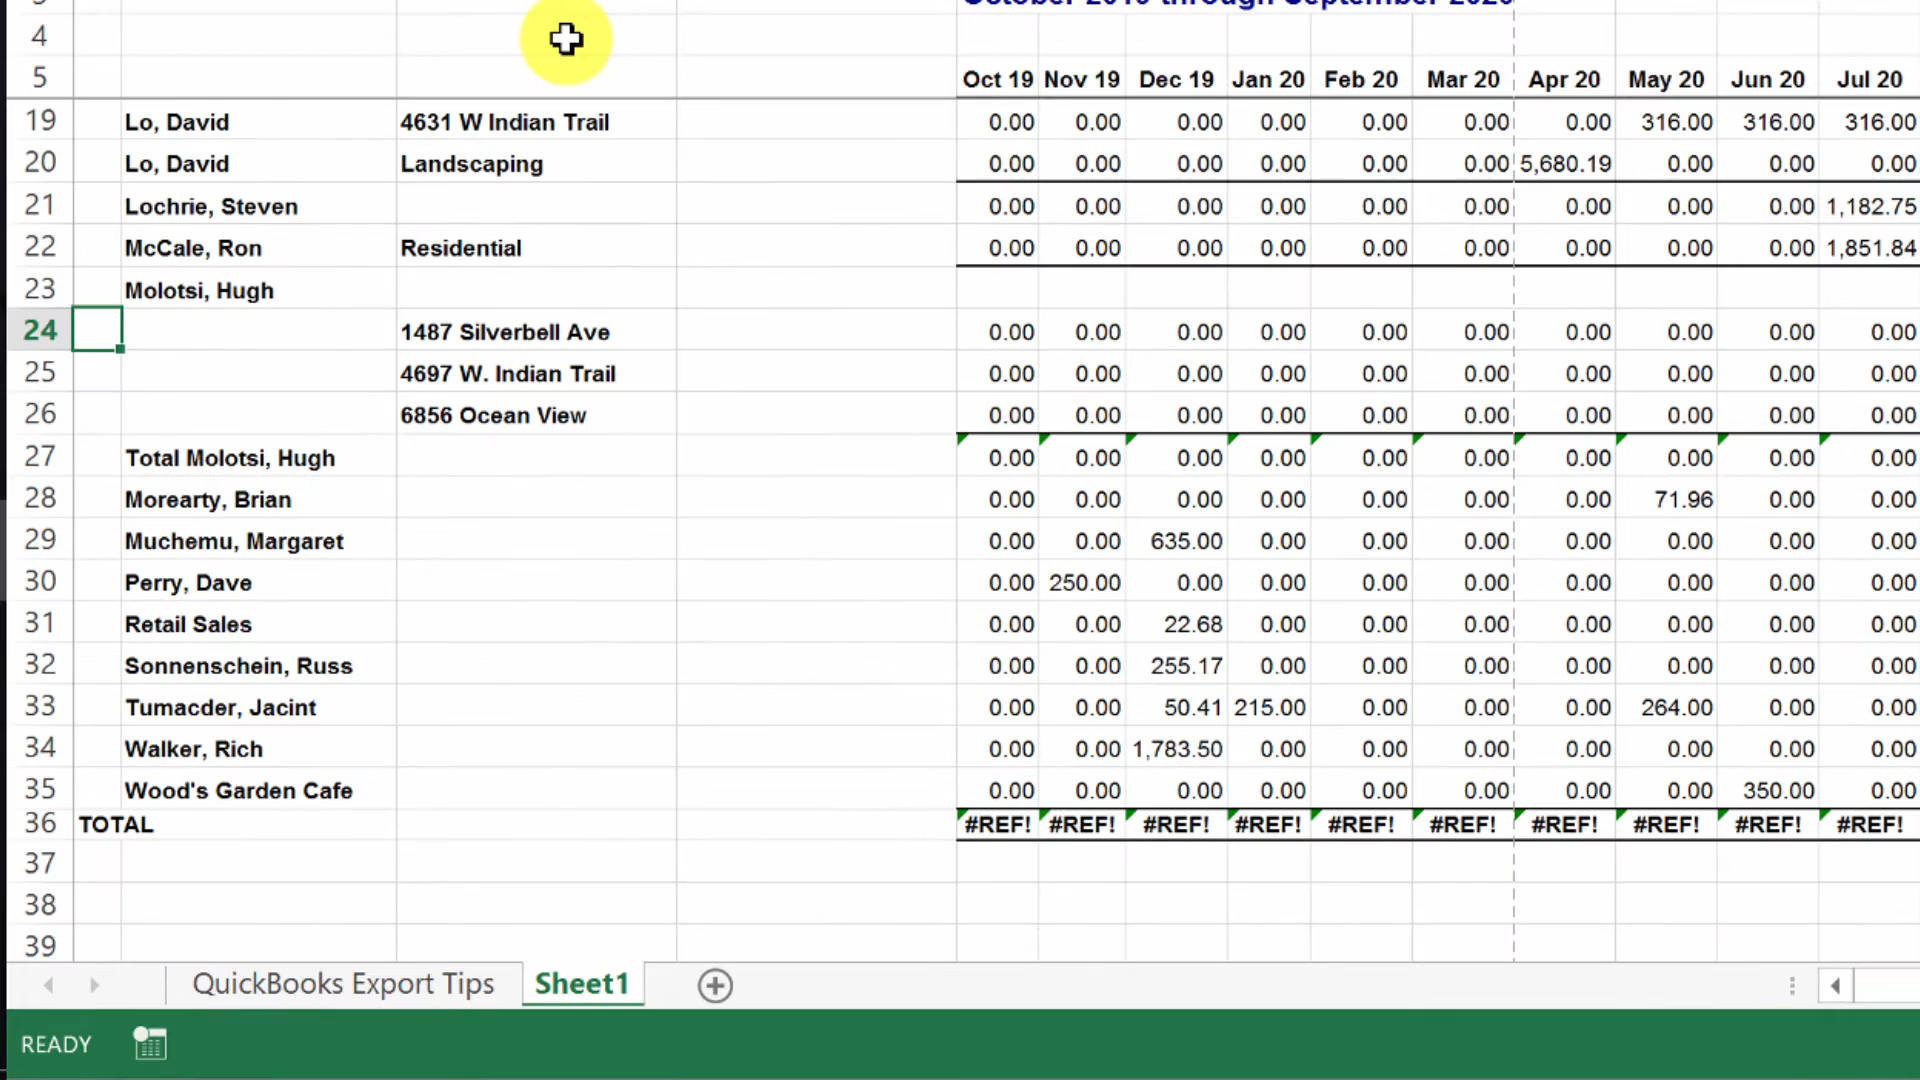 October 2019 through September 2020
4
5 Oct 19 Nov 19 Dec 19 Jan 20 Feb 20 Mar 20 Apr 20 May 20 Jun 20 Jul 20
19 Lo, David 4631 W Indian Trail 0.00 0.00 0.00 0.00 0.00 0.00 0.00 316.00 316.00 316.00
20 Lo, David Landscaping 0.00 0.00 0.00 0.00 0.00 0.00 5,680.19 0.00 0.00 0.00
21 Lochrie, Steven 0.00 0.00 0.00 0.00 0.00 0.00 0.00 0.00 0.00 1,182.75
22 McCale, Ron Residential 0.00 0.00 0.00 0.00 0.00 0.00 0.00 0.00 0.00 1,851.84
23 Molotsi, Hugh
24 1487 Silverbell Ave 0.00 0.00 0.00 0.00 0.00 0.00 0.00 0.00 0.00 0.00
25 4697 W. Indian Trail 0.00 0.00 0.00 0.00 0.00 0.00 0.00 0.00 0.00 0.00
26 6856 Ocean View 0.00 0.00 0.00 0.00 0.00 0.00 0.00 0.00 0.00 0.00
27 Total Molotsi, Hugh 0.00 0.00 0.00 0.00 0.00 0.00 0.00 0.00 0.00 0.00
28 Morearty, Brian 0.00 0.00 0.00 0.00 0.00 0.00 0.00 71.96 0.00 0.00
29 Muchemu, Margaret 0.00 0.00 635.00 0.00 0.00 0.00 0.00 0.00 0.00 0.00
30 Perry, Dave 0.00 250.00 0.00 0.00 0.00 0.00 0.00 0.00 0.00 0.00
31 Retail Sales 0.00 0.00 22.68 0.00 0.00 0.00 0.00 0.00 0.00 0.00
32 Sonnenschein, Russ 0.00 0.00 255.17 0.00 0.00 0.00 0.00 0.00 0.00 0.00
33 Tumacder, Jacint 0.00 0.00 50.41 215.00 0.00 0.00 0.00 264.00 0.00 0.00
34 Walker, Rich 0.00 0.00 1,783.50 0.00 0.00 0.00 0.00 0.00 0.00 0.00
35 Wood's Garden Cafe 0.00 0.00 0.00 0.00 0.00 0.00 0.00 0.00 350.00 0.00
36 TOTAL #REF! #REF! #REF! #REF! #REF! #REF! #REF! #REF! #REF! #REF!
37
38
39
QuickBooks Export Tips Sheet1
READY